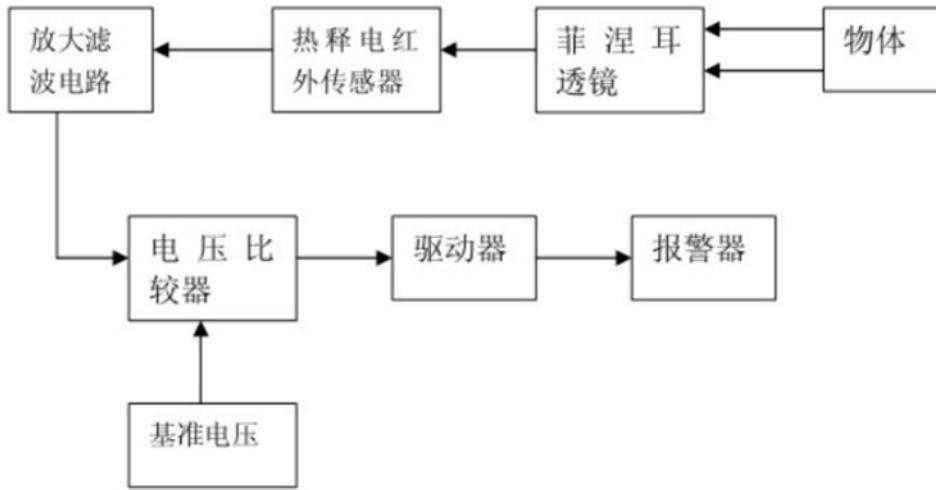 放大滤
波电路
热释电红
外传感器
菲涅耳
透镜
物体
电压比
较器
驱动器
报警器
基准电压